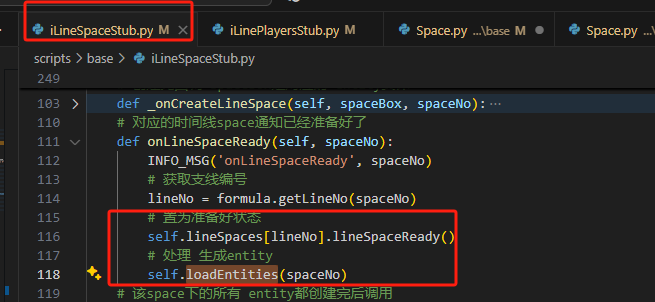 iLineSpaceStub.py M × iLinePlayersStub.py M Space.py ...\base M Space.py ...\
scripts > base > iLineSpaceStub.py
249
103 > def _onCreateLineSpace(self, spaceBox, spaceNo):…
110 # 对应的时间线space通知已经准备好了
111 def onLineSpaceReady(self, spaceNo):
112 INFO_MSG('onLineSpaceReady', spaceNo)
113 # 获取支线编号
114 lineNo = formula.getLineNo(spaceNo)
115 # 置为准备好状态
116 self.lineSpaces[lineNo].lineSpaceReady()
117 # 处理 生成entity
118 self.loadEntities(spaceNo)
119 # 该space下的所有 entity都创建完后调用